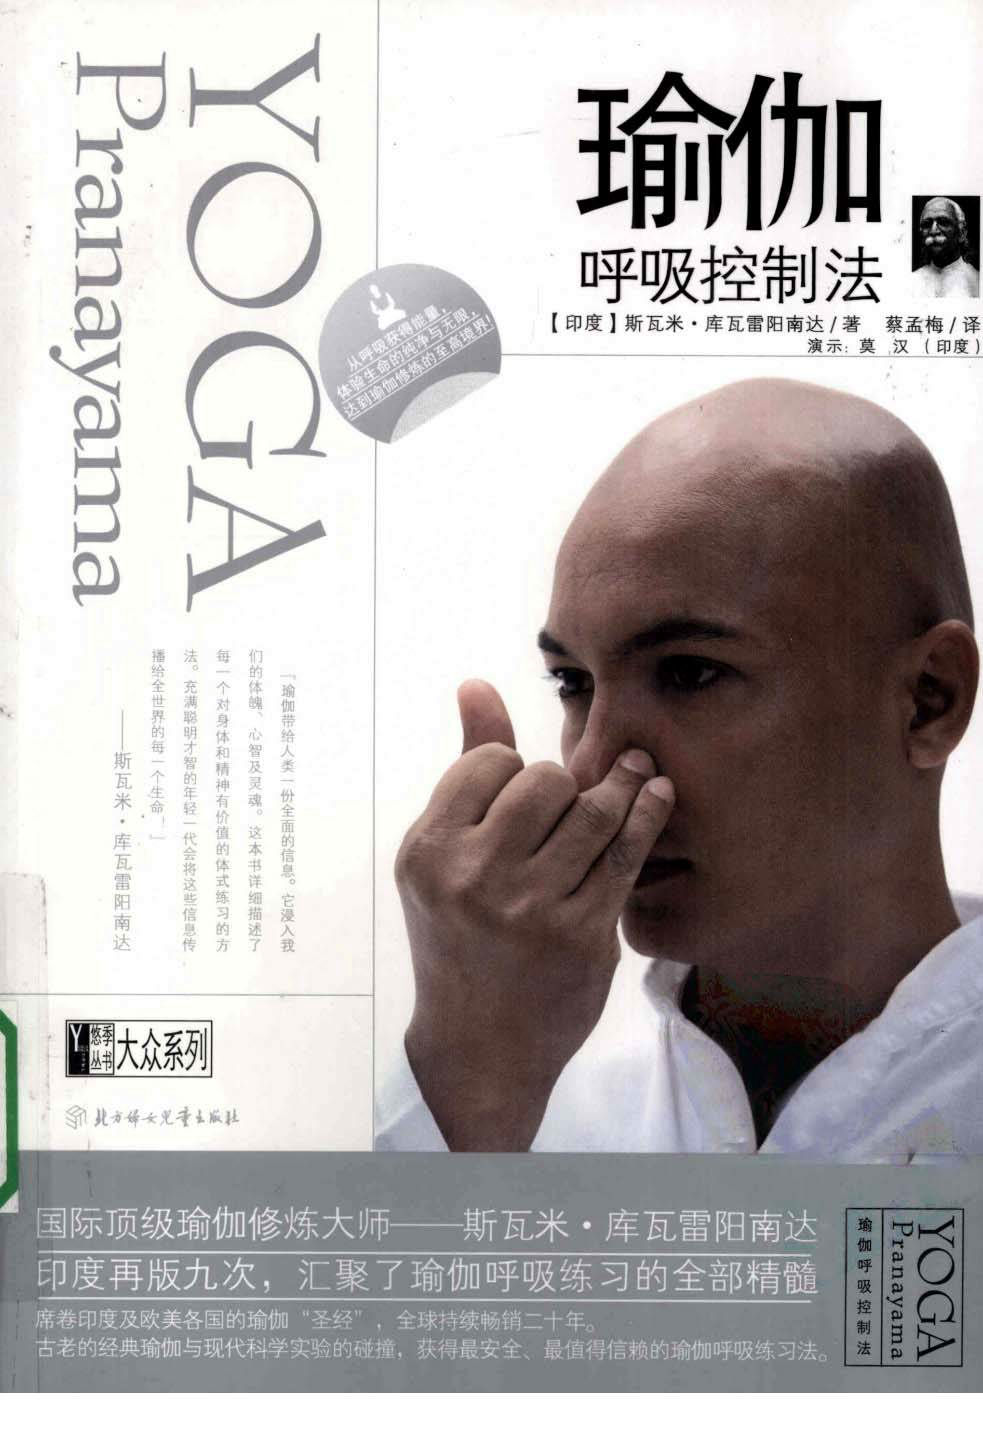 YOGA
Pranayama
瑜伽
呼吸控制法
【印度】斯瓦米·库瓦雷阳南达/著 蔡孟梅/译
演示：莫 汉（印度）
从呼吸获得能量，
体验生命的纯净与无限，
达到瑜伽修炼的至高境界！
「瑜伽带给人类一份全面的信息。它浸入我
们的体魄、心智及灵魂。这本书详细描述了
每一个对身体和精神有价值的体式练习的方
法。充满聪明才智的年轻一代会将这些信息传
播给全世界的每一个生命！」
——斯瓦米·库瓦雷阳南达
Y
悠季
丛书
大众系列
北方妇女儿童出版社
国际顶级瑜伽修炼大师——斯瓦米·库瓦雷阳南达
印度再版九次，汇聚了瑜伽呼吸练习的全部精髓
席卷印度及欧美各国的瑜伽“圣经”，全球持续畅销二十年。
古老的经典瑜伽与现代科学实验的碰撞，获得最安全、最值得信赖的瑜伽呼吸练习法。
YOGA
Pranayama
瑜伽呼吸控制法